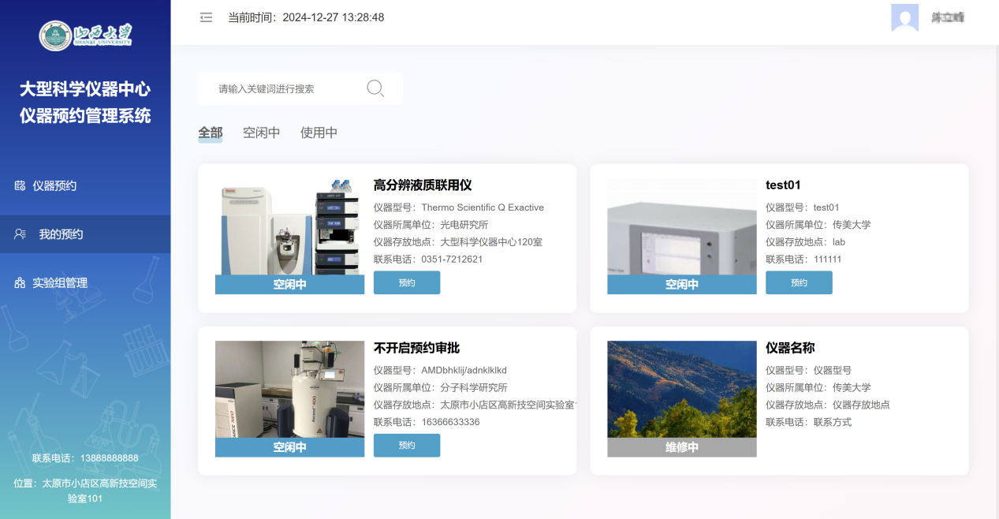 山西大学
SHANXI UNIVERSITY
大型科学仪器中心
仪器预约管理系统
仪器预约
我的预约
实验组管理
联系电话：13888888888
位置：太原市小店区高新技空间实
验室101
当前时间：2024-12-27 13:28:48
请输入关键词进行搜索
全部 空闲中 使用中
高分辨液质联用仪
仪器型号：Thermo Scientific Q Exactive
仪器所属单位：光电研究所
仪器存放地点：大型科学仪器中心120室
联系电话：0351-7212621
空闲中
预约
test01
仪器型号：test01
仪器所属单位：传美大学
仪器存放地点：lab
联系电话：111111
空闲中
预约
不开启预约审批
仪器型号：AMDbhklij/adnklklkd
仪器所属单位：分子科学研究所
仪器存放地点：太原市小店区高新技空间实验室
联系电话：16366633336
Ascend 400
空闲中
预约
仪器名称
仪器型号：仪器型号
仪器所属单位：传美大学
仪器存放地点：仪器存放地点
联系电话：联系方式
维修中